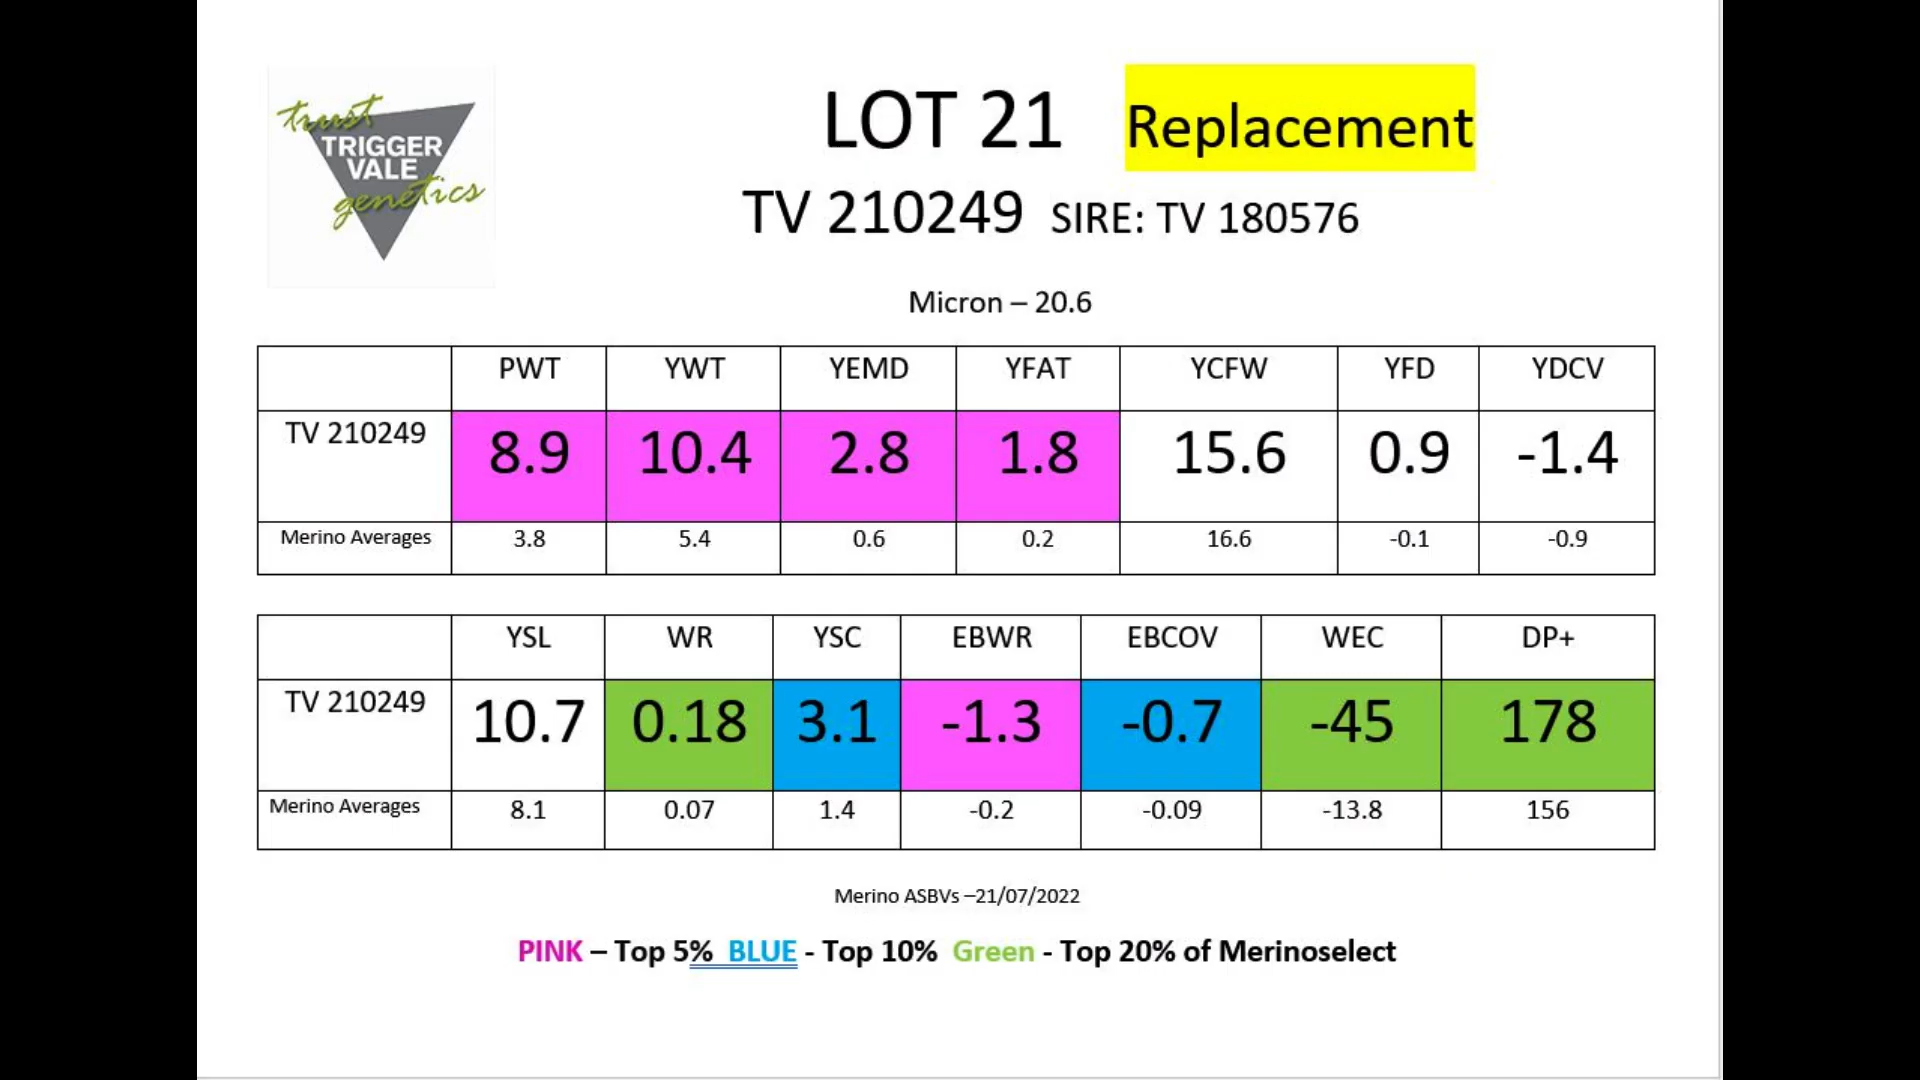 trust
TRIGGER
VALE
genetics
LOT 21 Replacement
TV 210249 SIRE: TV 180576
Micron – 20.6
PWT YWT YEMD YFAT YCFW YFD YDCV
TV 210249 8.9 10.4 2.8 1.8 15.6 0.9 -1.4
Merino Averages 3.8 5.4 0.6 0.2 16.6 -0.1 -0.9
YSL WR YSC EBWR EBCOV WEC DP+
TV 210249 10.7 0.18 3.1 -1.3 -0.7 -45 178
Merino Averages 8.1 0.07 1.4 -0.2 -0.09 -13.8 156
Merino ASBVs –21/07/2022
PINK – Top 5% BLUE - Top 10% Green - Top 20% of Merinoselect